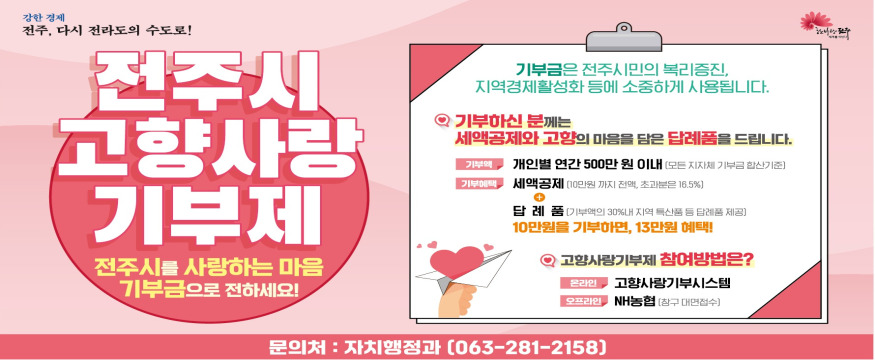 강한 경제
전주, 다시 전라도의 수도로!
전주시
고향사랑
기부제
전주시를 사랑하는 마음
기부금으로 전하세요!
기부금은 전주시민의 복리증진,
지역경제활성화 등에 소중하게 사용됩니다.
기부하신 분께는
세액공제와 고향의 마음을 담은 답례품을 드립니다.
기부액 개인별 연간 500만 원 이내 (모든 지자체 기부금 합산기준)
기부혜택 세액공제 (10만원 까지 전액, 초과분은 16.5%)
+
답 례 품 (기부액의 30%내 지역 특산품 등 답례품 제공)
10만원을 기부하면, 13만원 혜택!
고향사랑기부제 참여방법은?
온라인 고향사랑기부시스템
오프라인 NH농협 (창구 대면접수)
문의처 : 자치행정과 (063-281-2158)